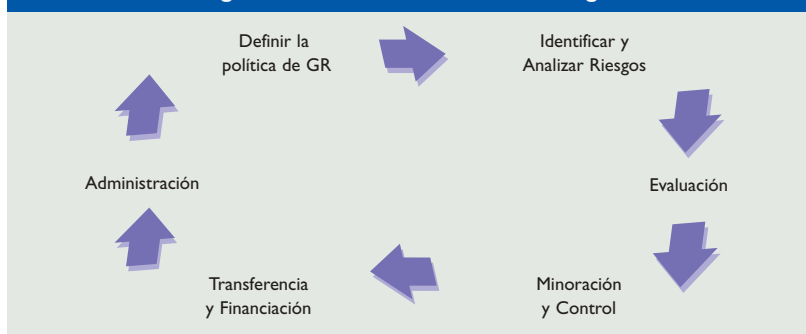 Definir la
política de GR
Identificar y
Analizar Riesgos
Evaluación
Minoración
y Control
Transferencia
y Financiación
Administración